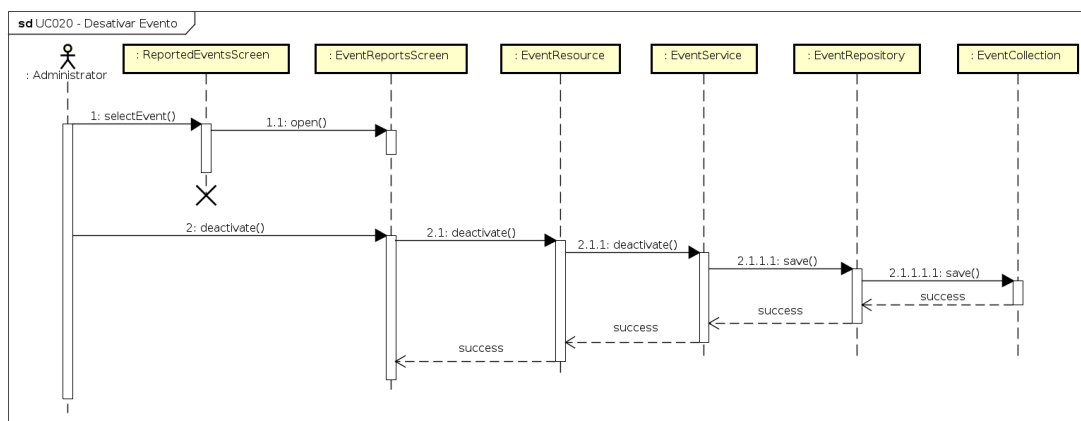 sd UC020 - Desativar Evento
: Administrator
: ReportedEventsScreen
: EventReportsScreen
: EventResource
: EventService
: EventRepository
: EventCollection
1: selectEvent()
1.1: open()
2: deactivate()
2.1: deactivate()
2.1.1: deactivate()
2.1.1.1: save()
2.1.1.1.1: save()
success
success
success
success